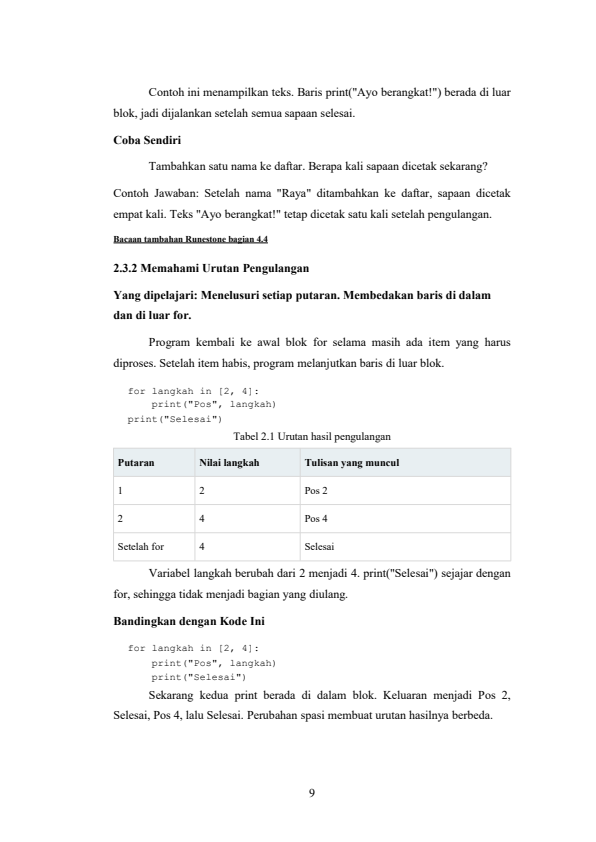 Contoh ini menampilkan teks. Baris print("Ayo berangkat!") berada di luar
blok, jadi dijalankan setelah semua sapaan selesai.
Coba Sendiri
Tambahkan satu nama ke daftar. Berapa kali sapaan dicetak sekarang?
Contoh Jawaban: Setelah nama "Raya" ditambahkan ke daftar, sapaan dicetak
empat kali. Teks "Ayo berangkat!" tetap dicetak satu kali setelah pengulangan.
Bacaan tambahan Runestone bagian 4.4
2.3.2 Memahami Urutan Pengulangan
Yang dipelajari: Menelusuri setiap putaran. Membedakan baris di dalam
dan di luar for.
Program kembali ke awal blok for selama masih ada item yang harus
diproses. Setelah item habis, program melanjutkan baris di luar blok.
for langkah in [2, 4]:
    print("Pos", langkah)
print("Selesai")
Tabel 2.1 Urutan hasil pengulangan
Putaran Nilai langkah Tulisan yang muncul
1 2 Pos 2
2 4 Pos 4
Setelah for 4 Selesai
Variabel langkah berubah dari 2 menjadi 4. print("Selesai") sejajar dengan
for, sehingga tidak menjadi bagian yang diulang.
Bandingkan dengan Kode Ini
for langkah in [2, 4]:
    print("Pos", langkah)
    print("Selesai")
Sekarang kedua print berada di dalam blok. Keluaran menjadi Pos 2,
Selesai, Pos 4, lalu Selesai. Perubahan spasi membuat urutan hasilnya berbeda.
9